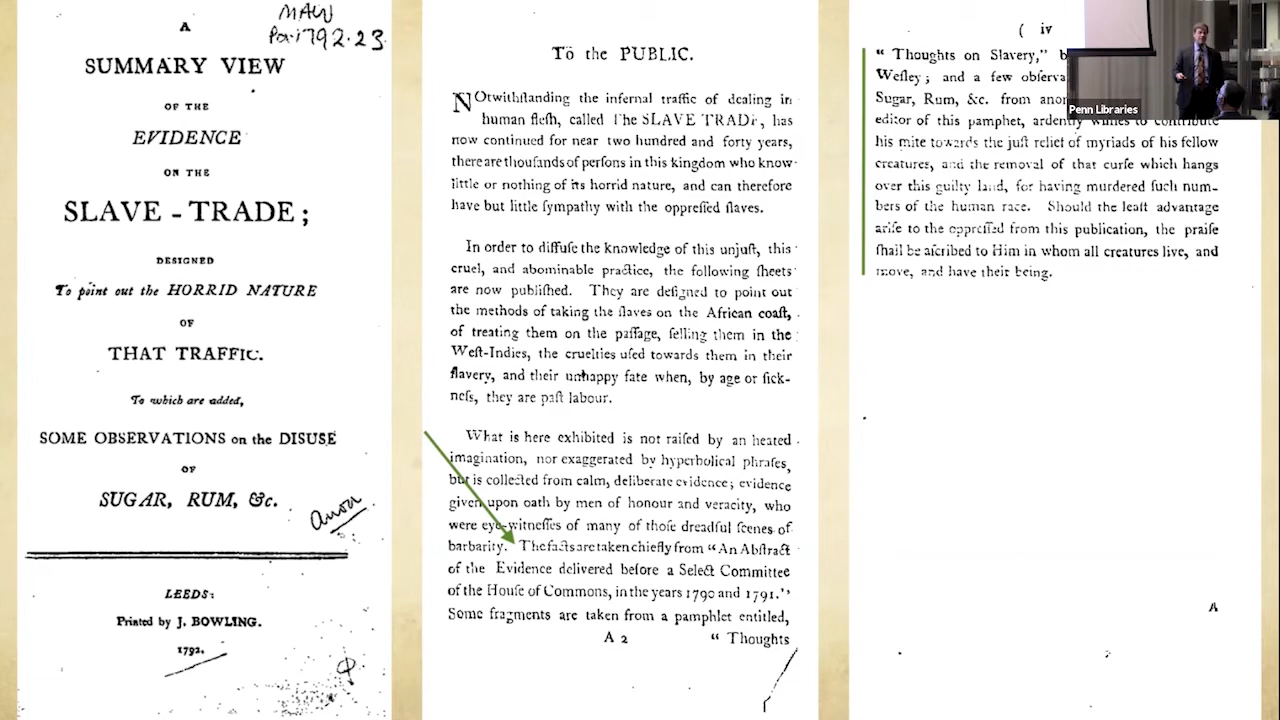 MAW
Pa.1792.23.
A
SUMMARY VIEW
OF THE
EVIDENCE
ON THE
SLAVE-TRADE;
DESIGNED
To point out the HORRID NATURE
OF
THAT TRAFFIC.
To which are added,
SOME OBSERVATIONS on the DISUSE
OF
SUGAR, RUM, &c.
LEEDS:
Printed by J. BOWLING.
1792.
To the PUBLIC.
NOtwithſtanding the infernal traffic of dealing in
human fleſh, called The SLAVE TRADE, has
now continued for near two hundred and forty years,
there are thouſands of perſons in this kingdom who know
little or nothing of its horrid nature, and can therefore
have but little ſympathy with the oppreſſed ſlaves.
In order to diffuſe the knowledge of this unjuſt, this
cruel, and abominable practice, the following ſheets
are now publiſhed. They are deſigned to point out
the methods of taking the ſlaves on the African coaſt,
of treating them on the paſſage, ſelling them in the
Weſt-Indies, the cruelties uſed towards them in their
ſlavery, and their unhappy fate when, by age or ſick-
neſs, they are paſt labour.
What is here exhibited is not raiſed by an heated
imagination, nor exaggerated by hyperbolical phraſes,
but is collected from calm, deliberate evidence; evidence
given upon oath by men of honour and veracity, who
were eye-witneſſes of many of thoſe dreadful ſcenes of
barbarity. The facts are taken chiefly from "An Abſtract
of the Evidence delivered before a Select Committee
of the Houſe of Commons, in the years 1790 and 1791."
Some fragments are taken from a pamphlet entitled,
A 2 " Thoughts
( iv
" Thoughts on Slavery," b
Weſley; and a few obſerva
Sugar, Rum, &c. from
editor of this pamphet, ardently wiſhes to contribute
his mite towards the juſt relief of myriads of his fellow
creatures, and the removal of that curſe which hangs
over this guilty land, for having murdered ſuch num-
bers of the human race. Should the leaſt advantage
ariſe to the oppreſſed from this publication, the praiſe
ſhall be aſcribed to Him in whom all creatures live, and
move, and have their being.
A
Penn Libraries